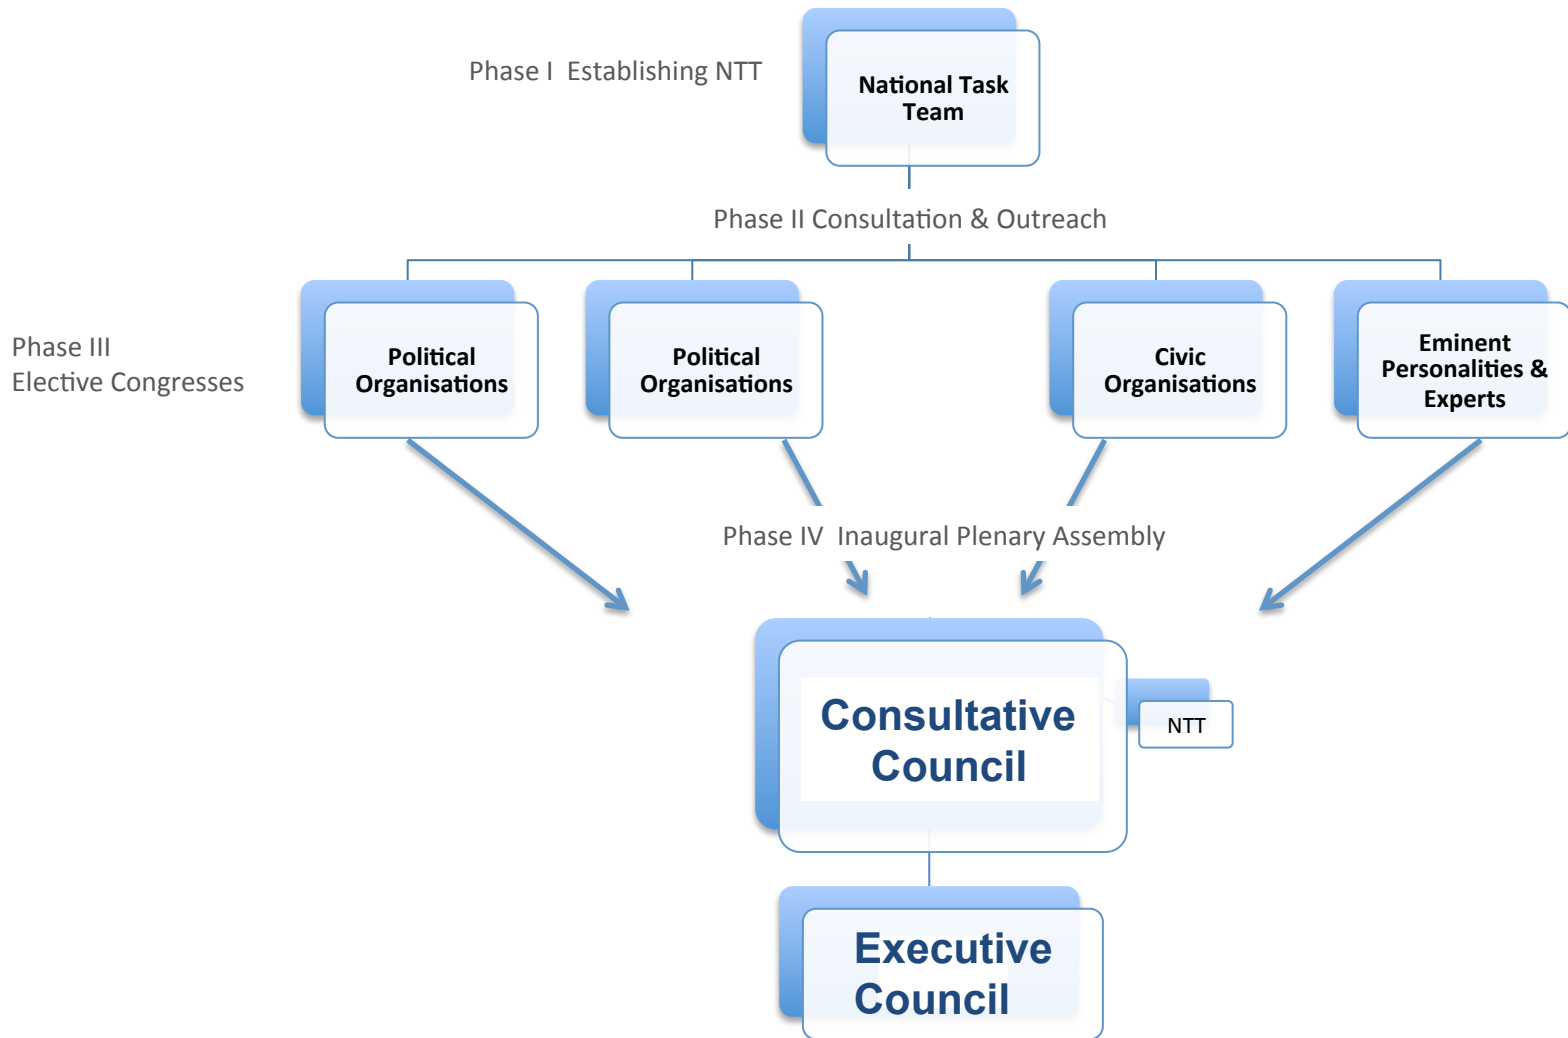 Phase I  Establishing NTT
National Task
Team
Phase II Consultation & Outreach
Phase III
Elective Congresses
Political
Organisations
Political
Organisations
Civic
Organisations
Eminent
Personalities &
Experts
Phase IV  Inaugural Plenary Assembly
Consultative
Council
NTT
Executive
Council